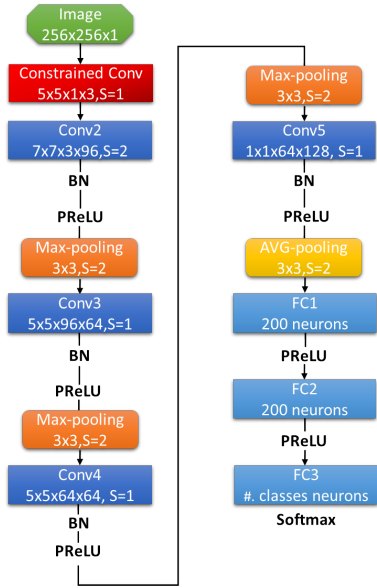 Image
256x256x1
Constrained Conv
5x5x1x3,S=1
Conv2
7x7x3x96,S=2
BN
PReLU
Max-pooling
3x3,S=2
Conv3
5x5x96x64,S=1
BN
PReLU
Max-pooling
3x3,S=2
Conv4
5x5x64x64, S=1
BN
PReLU
Max-pooling
3x3,S=2
Conv5
1x1x64x128, S=1
BN
PReLU
AVG-pooling
3x3,S=2
FC1
200 neurons
PReLU
FC2
200 neurons
PReLU
FC3
#. classes neurons
Softmax